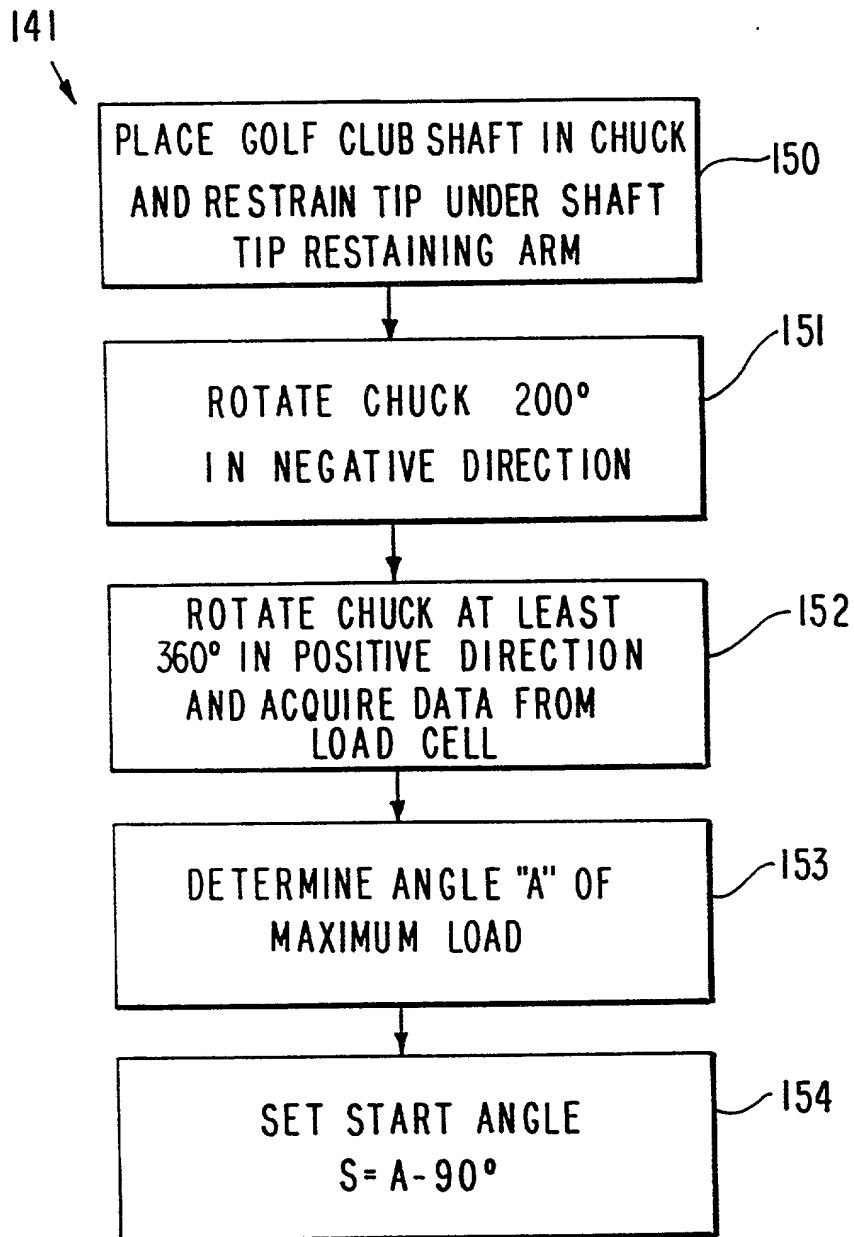 141
PLACE GOLF CLUB SHAFT IN CHUCK
AND RESTRAIN TIP UNDER SHAFT
TIP RESTAINING ARM
150
ROTATE CHUCK 200°
IN NEGATIVE DIRECTION
151
ROTATE CHUCK AT LEAST
360° IN POSITIVE DIRECTION
AND ACQUIRE DATA FROM
LOAD CELL
152
DETERMINE ANGLE "A" OF
MAXIMUM LOAD
153
SET START ANGLE
S=A-90°
154